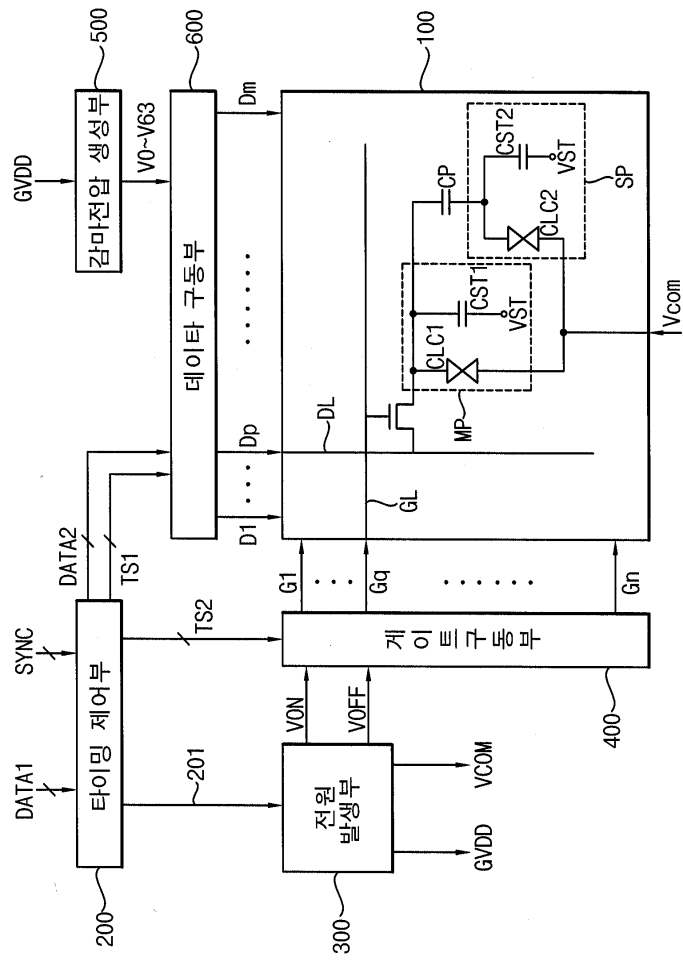 GVDD
500
감마전압 생성부
V0~V63
600
데이타 구동부
D1
Dp
Dm
100
DATA1
SYNC
타이밍 제어부
200
DATA2
TS1
TS2
201
전원
발생부
300
VON
VOFF
GVDD
VCOM
게이트구동부
400
G1
Gq
Gn
GL
DL
MP
CLC1
CST1
VST
CP
CLC2
CST2
VST
SP
Vcom